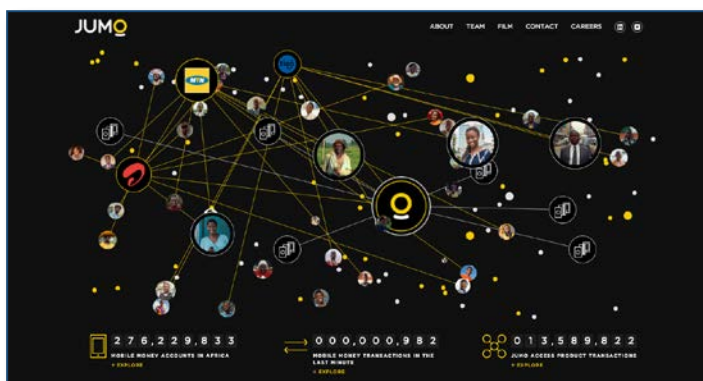 JUMO
ABOUT TEAM FILM CONTACT CAREERS
MTN
tigo
276,229,833
MOBILE MONEY ACCOUNTS IN AFRICA
+ EXPLORE
000,000,982
MOBILE MONEY TRANSACTIONS IN THE
LAST MINUTE
+ EXPLORE
013,589,822
JUMO ACCESS PRODUCT TRANSACTIONS
+ EXPLORE